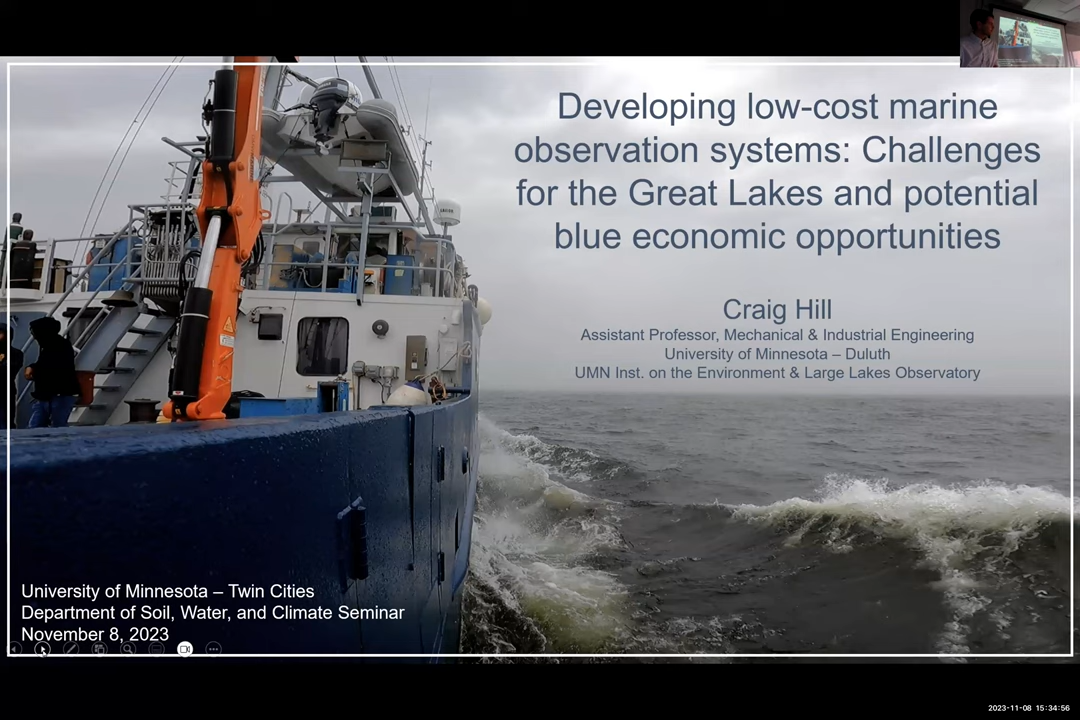 Developing low-cost marine
observation systems: Challenges
for the Great Lakes and potential
blue economic opportunities
Craig Hill
Assistant Professor, Mechanical & Industrial Engineering
University of Minnesota – Duluth
UMN Inst. on the Environment & Large Lakes Observatory
University of Minnesota – Twin Cities
Department of Soil, Water, and Climate Seminar
November 8, 2023
2023-11-08 15:34:56